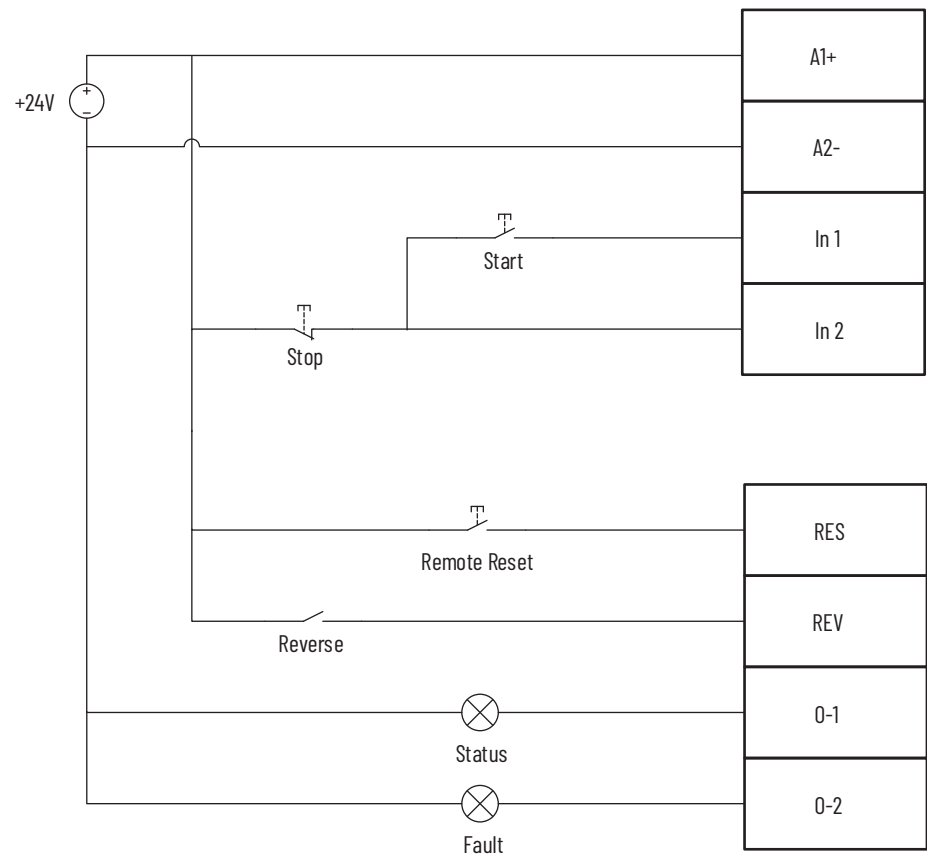 A1+
+24V
+
−
A2-
In 1
Start
In 2
Stop
RES
Remote Reset
REV
Reverse
O-1
Status
O-2
Fault